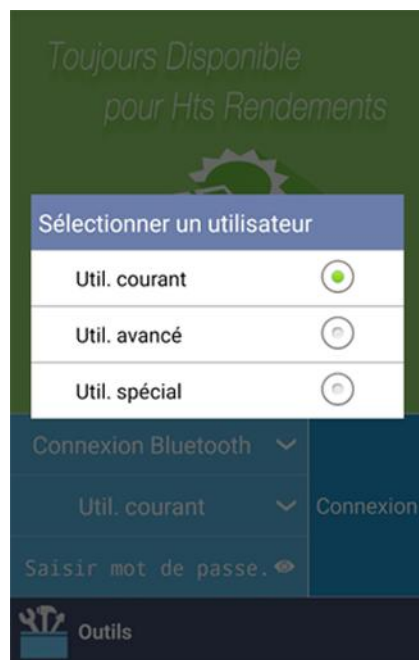 Toujours Disponible
pour Hts Rendements
Sélectionner un utilisateur
Util. courant
Util. avancé
Util. spécial
Connexion Bluetooth
Util. courant
Connexion
Saisir mot de passe.
Outils